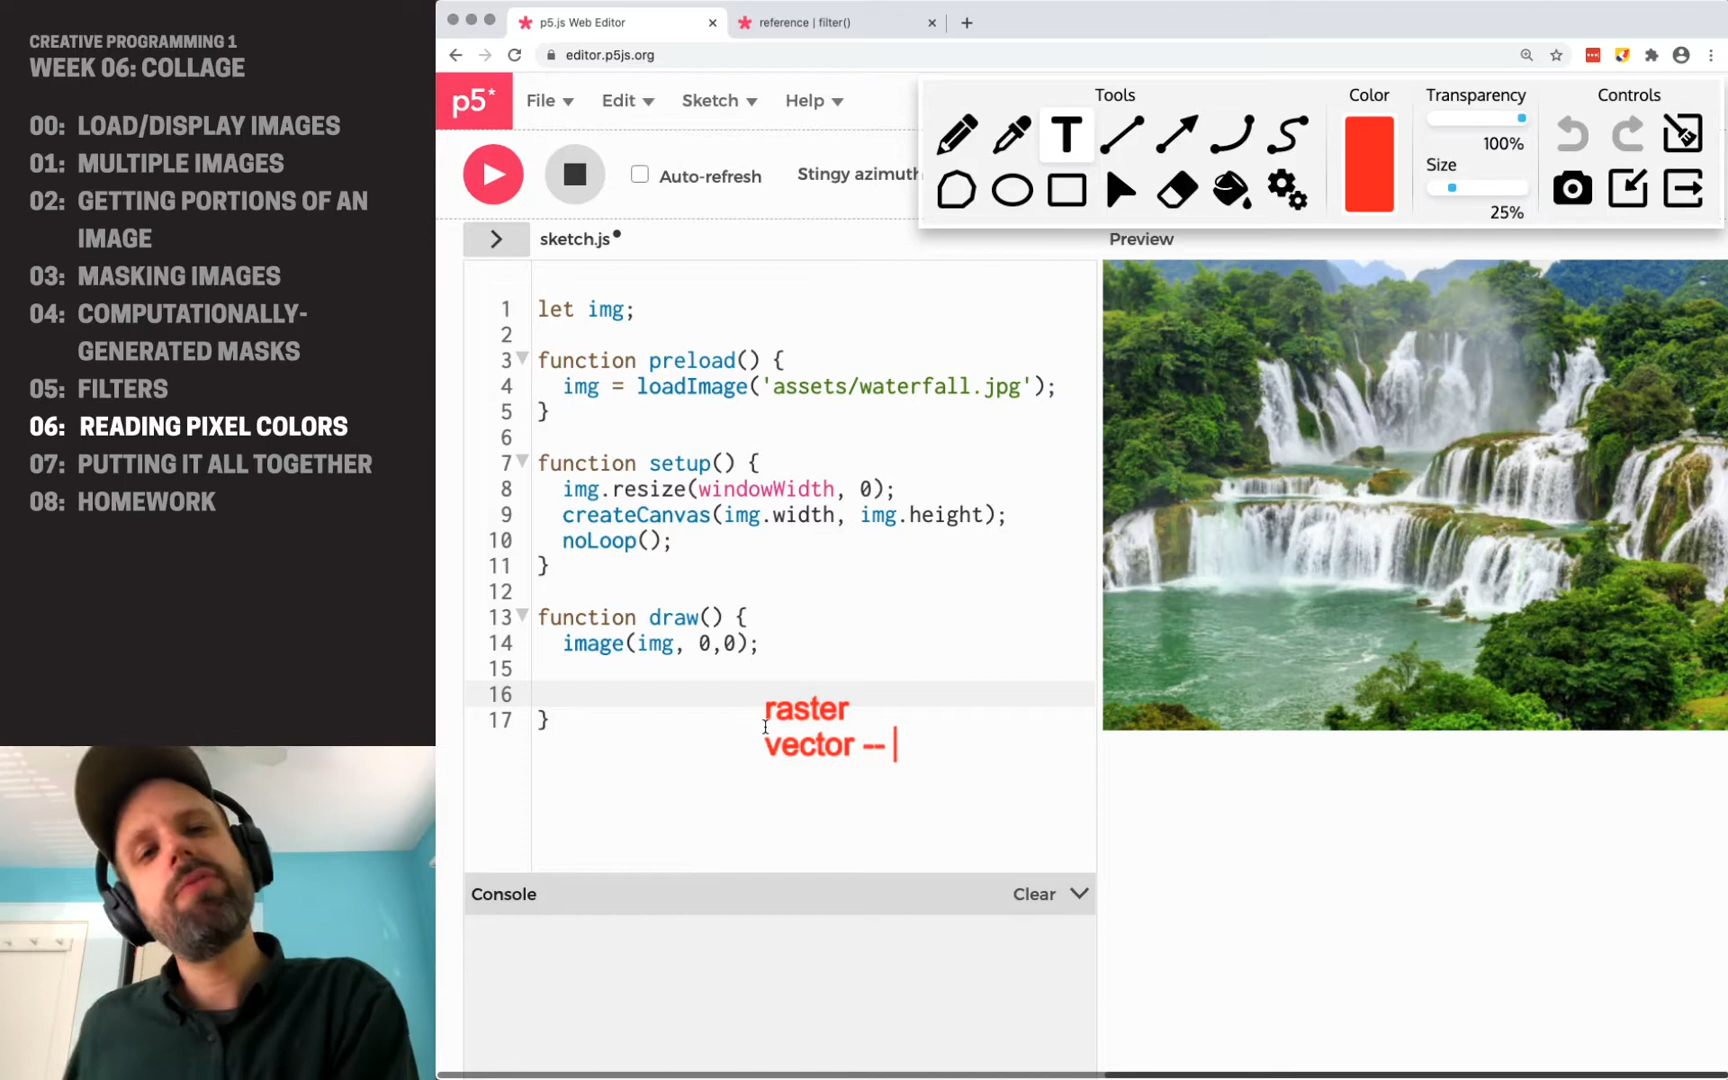 CREATIVE PROGRAMMING 1
WEEK 06: COLLAGE
00: LOAD/DISPLAY IMAGES
01: MULTIPLE IMAGES
02: GETTING PORTIONS OF AN
IMAGE
03: MASKING IMAGES
04: COMPUTATIONALLY-
GENERATED MASKS
05: FILTERS
06: READING PIXEL COLORS
07: PUTTING IT ALL TOGETHER
08: HOMEWORK
p5.js Web Editor
reference | filter()
editor.p5js.org
p5*
File
Edit
Sketch
Help
Tools
Color
Transparency
Controls
100%
Size
25%
T
Auto-refresh
Stingy azimuth
sketch.js
Preview
1 let img;
2
3 function preload() {
4 img = loadImage('assets/waterfall.jpg');
5 }
6
7 function setup() {
8 img.resize(windowWidth, 0);
9 createCanvas(img.width, img.height);
10 noLoop();
11 }
12
13 function draw() {
14 image(img, 0,0);
15
16
17 }
raster
vector --
Console
Clear